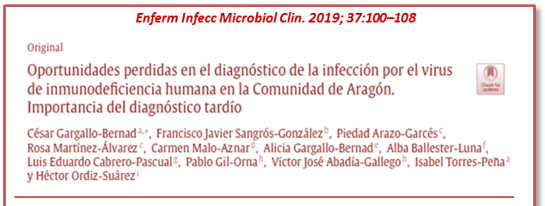 Enferm Infecc Microbiol Clin. 2019; 37:100–108
Original
Oportunidades perdidas en el diagnóstico de la infección por el virus
de inmunodeficiencia humana en la Comunidad de Aragón.
Importancia del diagnóstico tardío
Check for
updates
César Gargallo-Bernad a,*, Francisco Javier Sangrós-González b, Piedad Arazo-Garcés c,
Rosa Martínez-Álvarez c, Carmen Malo-Aznar d, Alicia Gargallo-Bernad e, Alba Ballester-Luna f,
Luis Eduardo Cabrero-Pascual g, Pablo Gil-Orna h, Víctor José Abadía-Gallego h, Isabel Torres-Peña a
y Héctor Ordiz-Suárez i